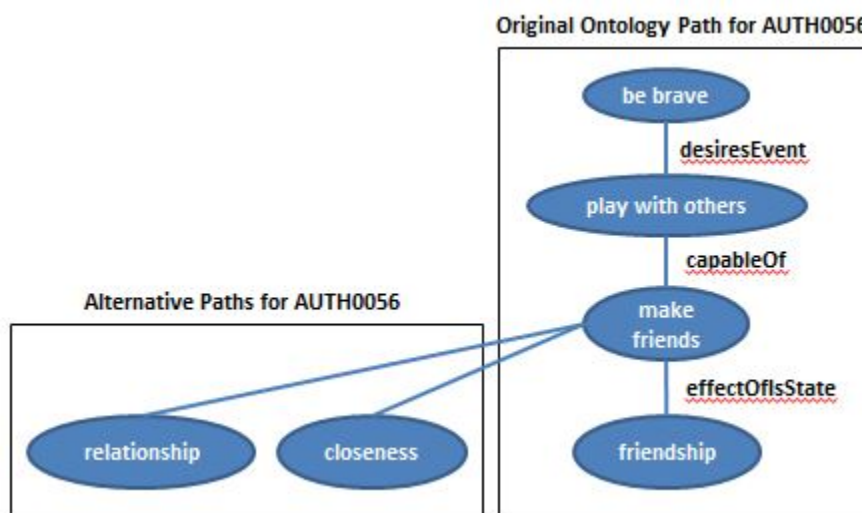 Original Ontology Path for AUTH0056
be brave
desiresEvent
play with others
capableOf
Alternative Paths for AUTH0056
make
friends
effectOfIsState
relationship
closeness
friendship